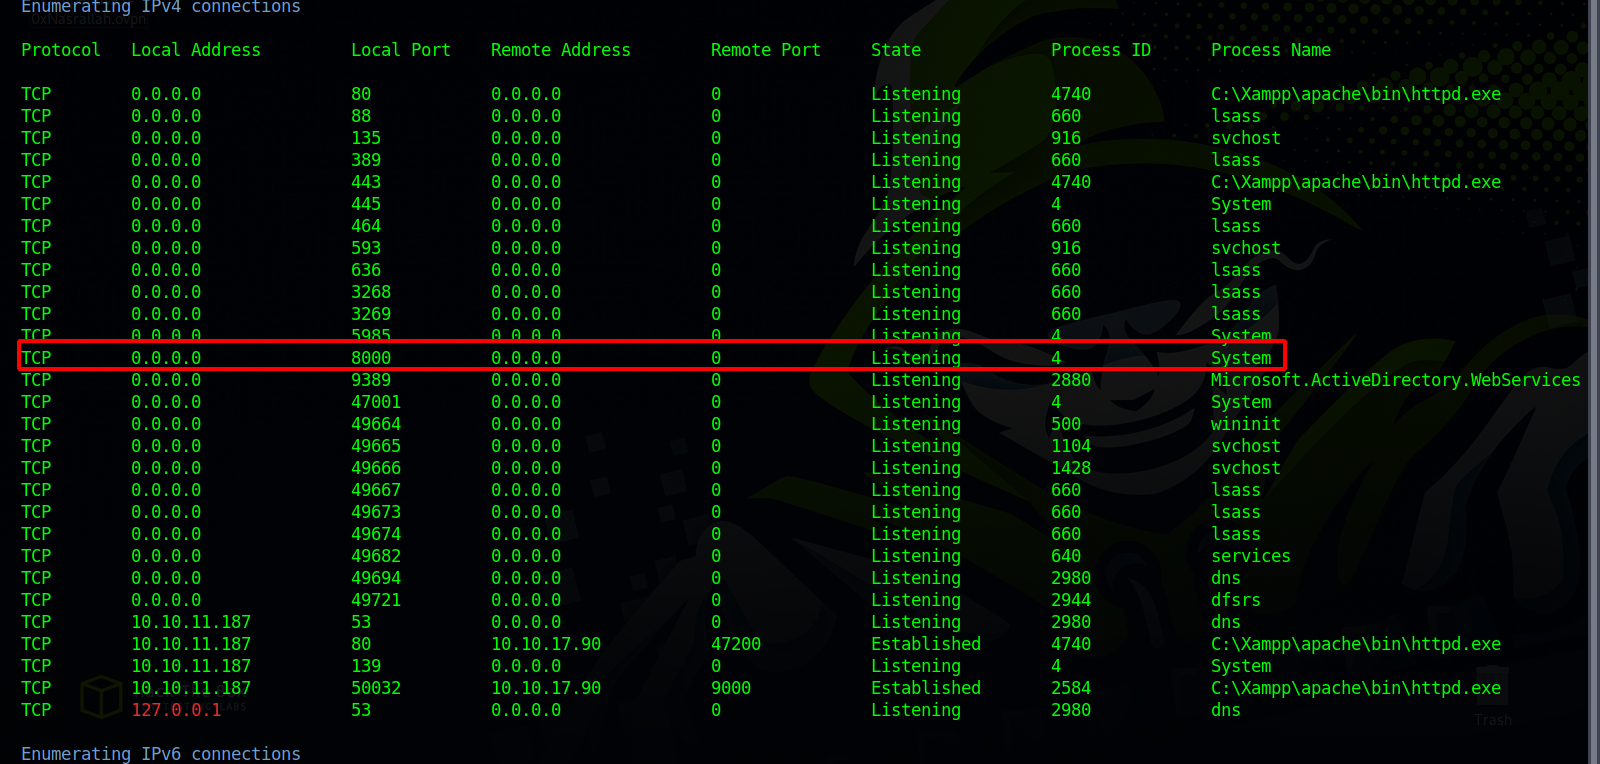 Enumerating IPv4 connections
0xNasrallah.ovpn
Protocol Local Address Local Port Remote Address Remote Port State Process ID Process Name
TCP 0.0.0.0 80 0.0.0.0 0 Listening 4740 C:\Xampp\apache\bin\httpd.exe
TCP 0.0.0.0 88 0.0.0.0 0 Listening 660 lsass
TCP 0.0.0.0 135 0.0.0.0 0 Listening 916 svchost
TCP 0.0.0.0 389 0.0.0.0 0 Listening 660 lsass
TCP 0.0.0.0 443 0.0.0.0 0 Listening 4740 C:\Xampp\apache\bin\httpd.exe
TCP 0.0.0.0 445 0.0.0.0 0 Listening 4 System
TCP 0.0.0.0 464 0.0.0.0 0 Listening 660 lsass
TCP 0.0.0.0 593 0.0.0.0 0 Listening 916 svchost
TCP 0.0.0.0 636 0.0.0.0 0 Listening 660 lsass
TCP 0.0.0.0 3268 0.0.0.0 0 Listening 660 lsass
TCP 0.0.0.0 3269 0.0.0.0 0 Listening 660 lsass
TCP 0.0.0.0 5985 0.0.0.0 0 Listening 4 System
TCP 0.0.0.0 8000 0.0.0.0 0 Listening 4 System
TCP 0.0.0.0 9389 0.0.0.0 0 Listening 2880 Microsoft.ActiveDirectory.WebServices
TCP 0.0.0.0 47001 0.0.0.0 0 Listening 4 System
TCP 0.0.0.0 49664 0.0.0.0 0 Listening 500 wininit
TCP 0.0.0.0 49665 0.0.0.0 0 Listening 1104 svchost
TCP 0.0.0.0 49666 0.0.0.0 0 Listening 1428 svchost
TCP 0.0.0.0 49667 0.0.0.0 0 Listening 660 lsass
TCP 0.0.0.0 49673 0.0.0.0 0 Listening 660 lsass
TCP 0.0.0.0 49674 0.0.0.0 0 Listening 660 lsass
TCP 0.0.0.0 49682 0.0.0.0 0 Listening 640 services
TCP 0.0.0.0 49694 0.0.0.0 0 Listening 2980 dns
TCP 0.0.0.0 49721 0.0.0.0 0 Listening 2944 dfsrs
TCP 10.10.11.187 53 0.0.0.0 0 Listening 2980 dns
TCP 10.10.11.187 80 10.10.17.90 47200 Established 4740 C:\Xampp\apache\bin\httpd.exe
TCP 10.10.11.187 139 0.0.0.0 0 Listening 4 System
TCP 10.10.11.187 50032 10.10.17.90 9000 Established 2584 C:\Xampp\apache\bin\httpd.exe
TCP 127.0.0.1 53 0.0.0.0 0 Listening 2980 dns
Trash
Enumerating IPv6 connections